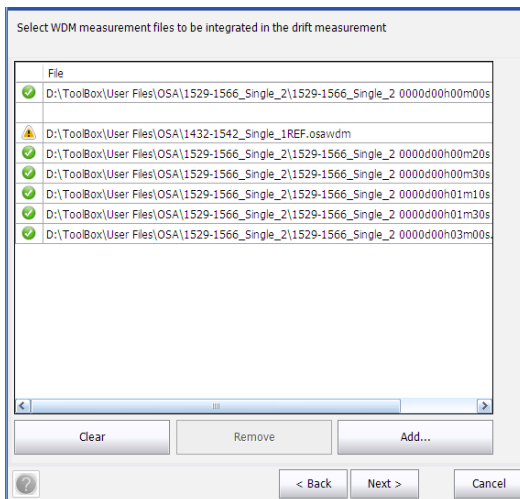 Select WDM measurement files to be integrated in the drift measurement
File
D:\ToolBox\User Files\OSA\1529-1566_Single_2\1529-1566_Single_2 0000d00h00m00s
D:\ToolBox\User Files\OSA\1432-1542_Single_1REF.osawdm
D:\ToolBox\User Files\OSA\1529-1566_Single_2\1529-1566_Single_2 0000d00h00m20s
D:\ToolBox\User Files\OSA\1529-1566_Single_2\1529-1566_Single_2 0000d00h00m30s
D:\ToolBox\User Files\OSA\1529-1566_Single_2\1529-1566_Single_2 0000d00h01m10s
D:\ToolBox\User Files\OSA\1529-1566_Single_2\1529-1566_Single_2 0000d00h01m30s
D:\ToolBox\User Files\OSA\1529-1566_Single_2\1529-1566_Single_2 0000d00h03m00s.
Clear Remove Add...
? < Back Next > Cancel